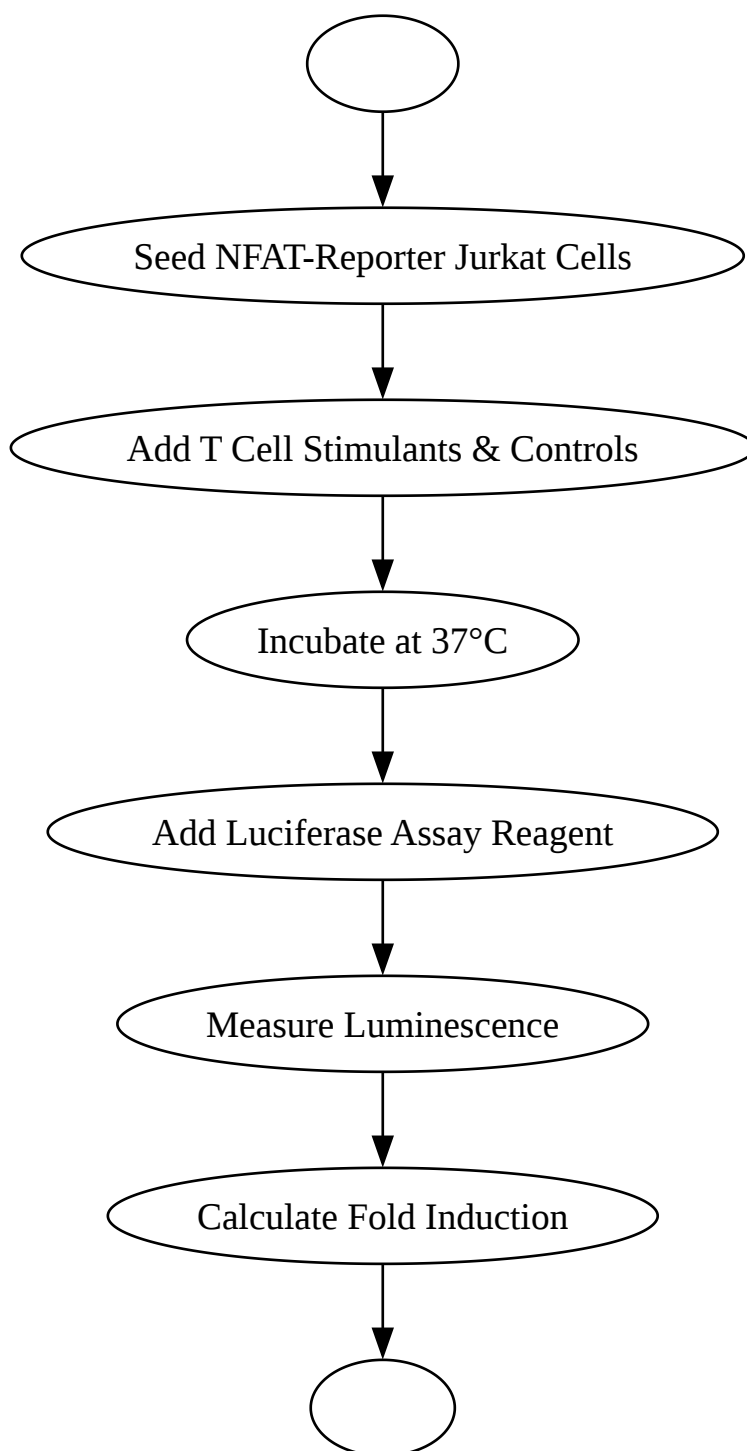 Seed NFAT-Reporter Jurkat Cells
Add T Cell Stimulants & Controls
Incubate at 37°C
Add Luciferase Assay Reagent
Measure Luminescence
Calculate Fold Induction